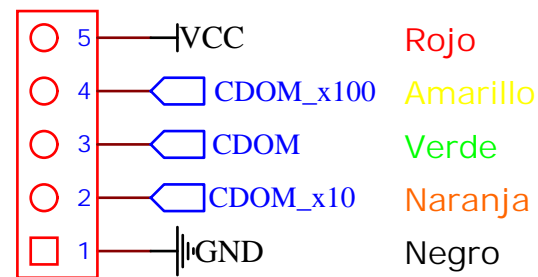 5 VCC Rojo
4 CDOM_x100 Amarillo
3 CDOM Verde
2 CDOM_x10 Naranja
1 GND Negro